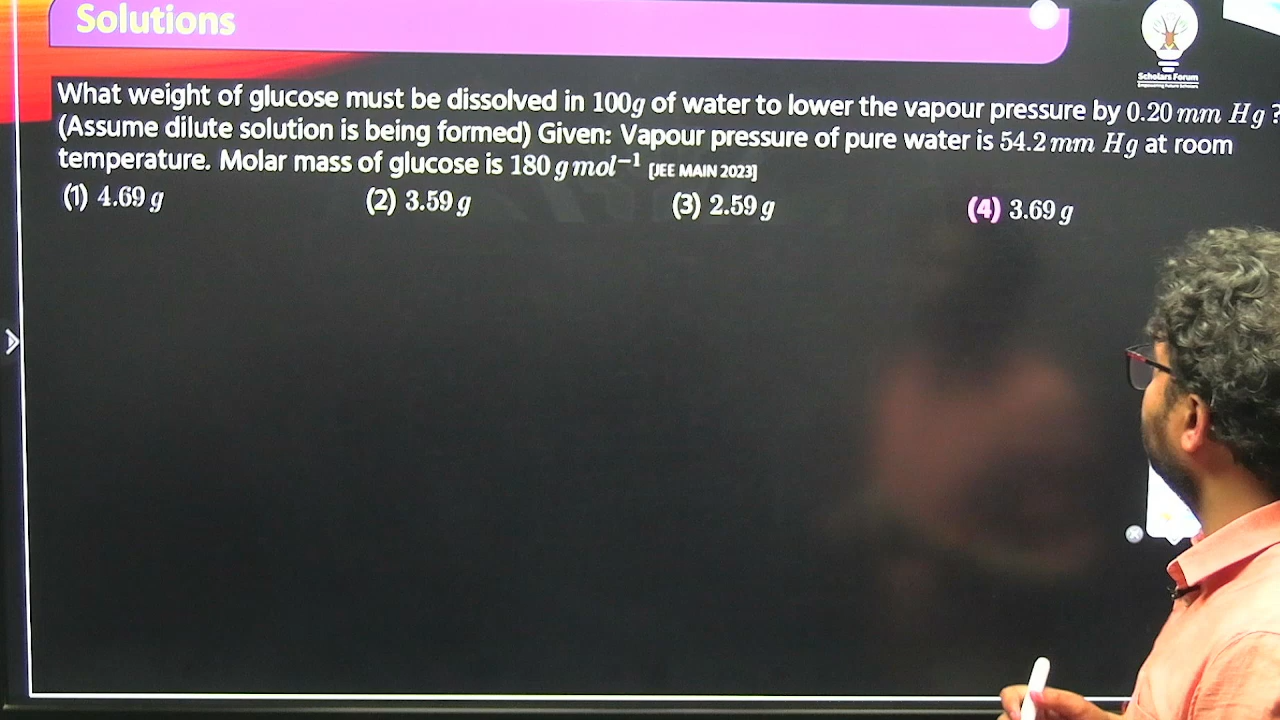 Solutions
Scholars Forum
Empowering Future Scholars
What weight of glucose must be dissolved in 100g of water to lower the vapour pressure by 0.20 mm Hg ?
(Assume dilute solution is being formed) Given: Vapour pressure of pure water is 54.2 mm Hg at room
temperature. Molar mass of glucose is 180 g mol⁻¹ [JEE MAIN 2023]
(1) 4.69 g (2) 3.59 g (3) 2.59 g (4) 3.69 g